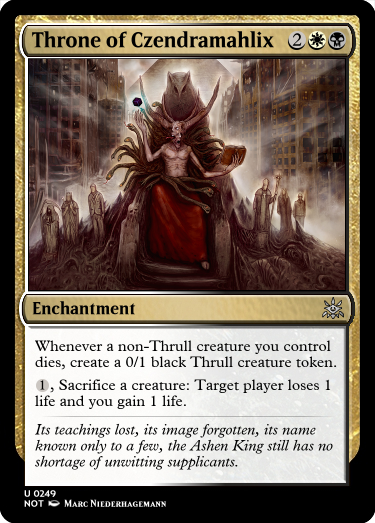 Throne of Czendramahlix 2
Enchantment
Whenever a non-Thrull creature you control
dies, create a 0/1 black Thrull creature token.
1, Sacrifice a creature: Target player loses 1
life and you gain 1 life.
Its teachings lost, its image forgotten, its name
known only to a few, the Ashen King still has no
shortage of unwitting supplicants.
U 0249
NOT Marc Niederhagemann